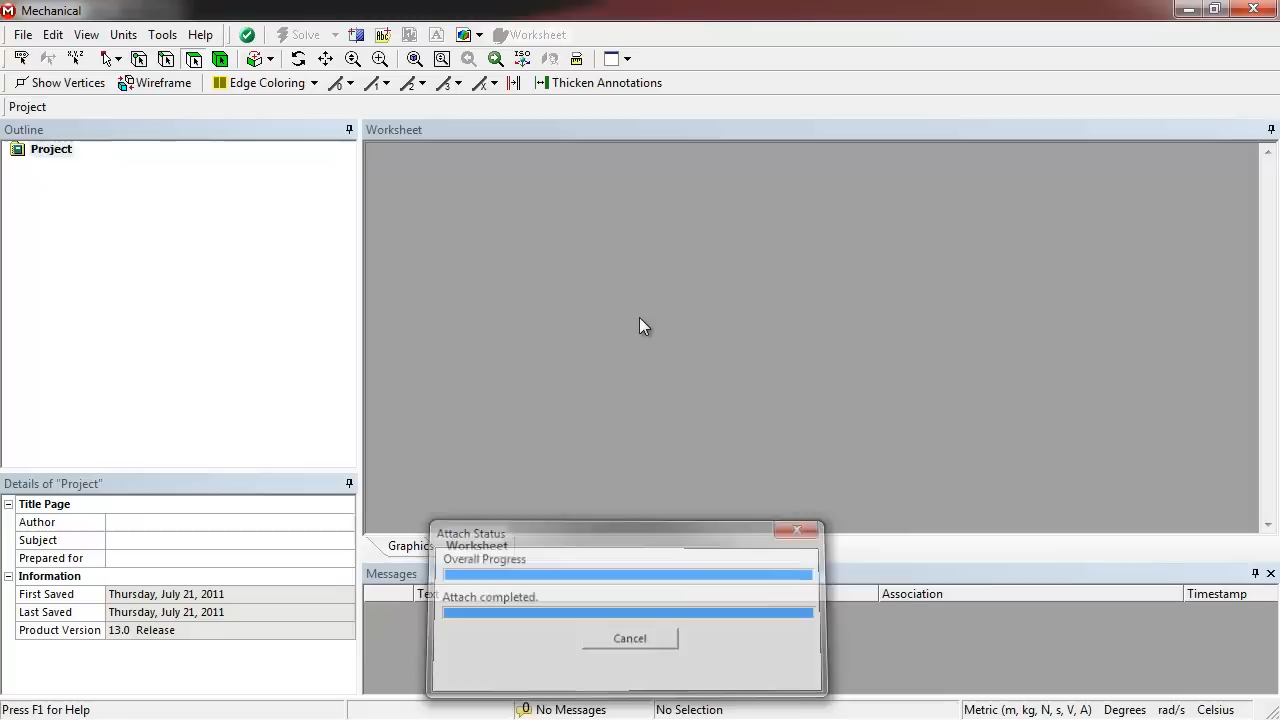 Mechanical
File Edit View Units Tools Help Solve Worksheet
Show Vertices Wireframe Edge Coloring Thicken Annotations
Project
Outline
Worksheet
Project
Details of "Project"
Title Page
Author
Subject
Prepared for
Information
First Saved Thursday, July 21, 2011
Last Saved Thursday, July 21, 2011
Product Version 13.0 Release
Graphics
Worksheet
Messages
Text Association Timestamp
Attach Status
Overall Progress
Attach completed.
Cancel
Press F1 for Help
0 No Messages
No Selection
Metric (m, kg, N, s, V, A) Degrees rad/s Celsius